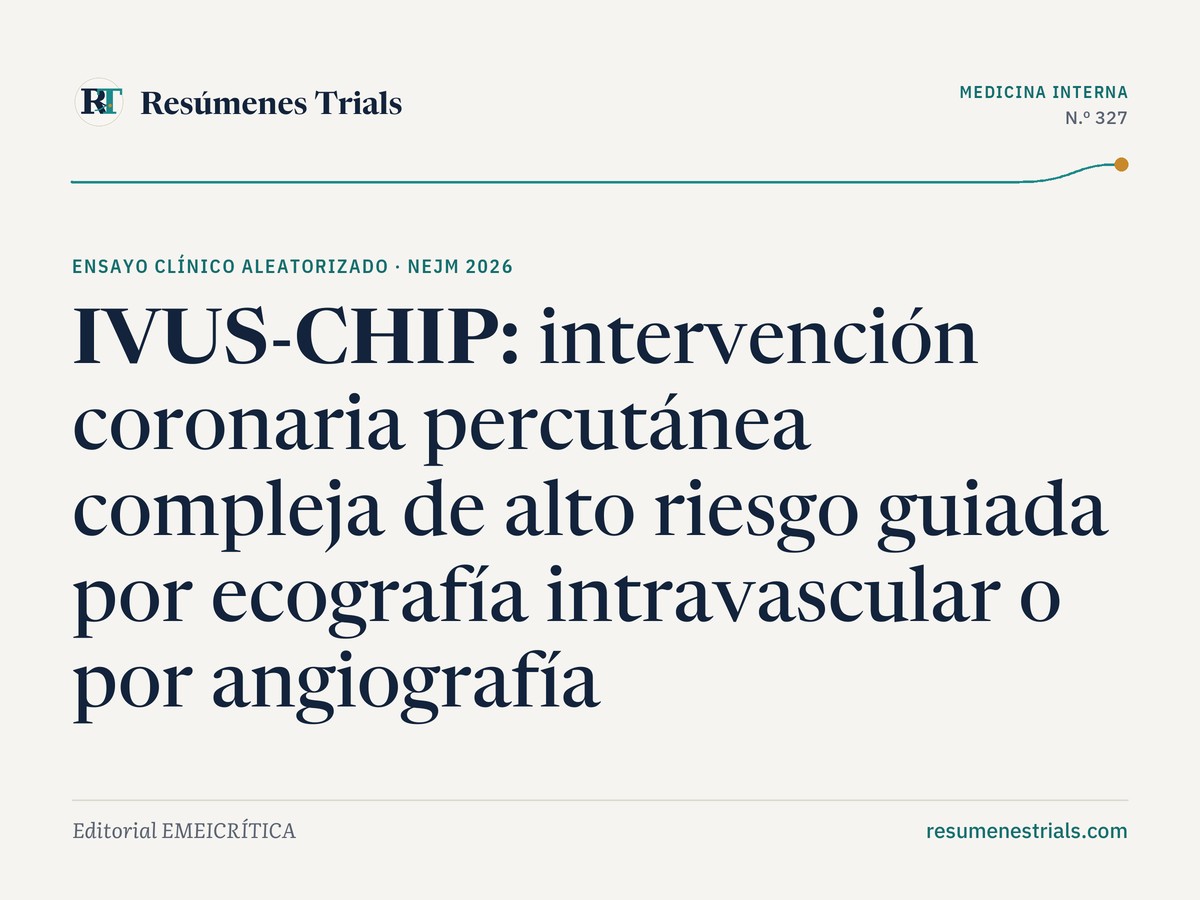 RT Resúmenes Trials
MEDICINA INTERNA
N.º 327
ENSAYO CLÍNICO ALEATORIZADO · NEJM 2026
IVUS-CHIP: intervención
coronaria percutánea
compleja de alto riesgo guiada
por ecografía intravascular o
por angiografía
Editorial EMEICRÍTICA
resumenestrials.com